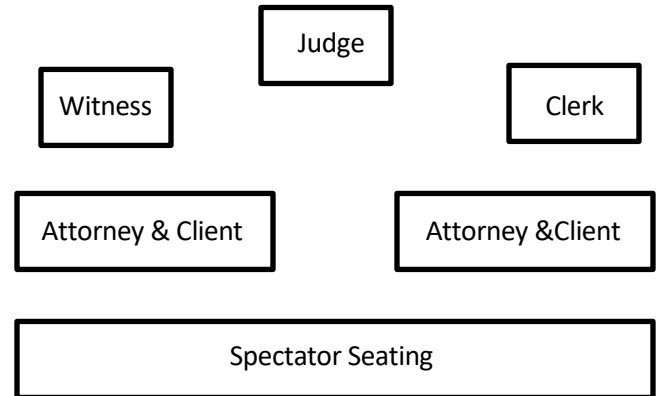 Judge
Witness
Clerk
Attorney & Client
Attorney &Client
Spectator Seating